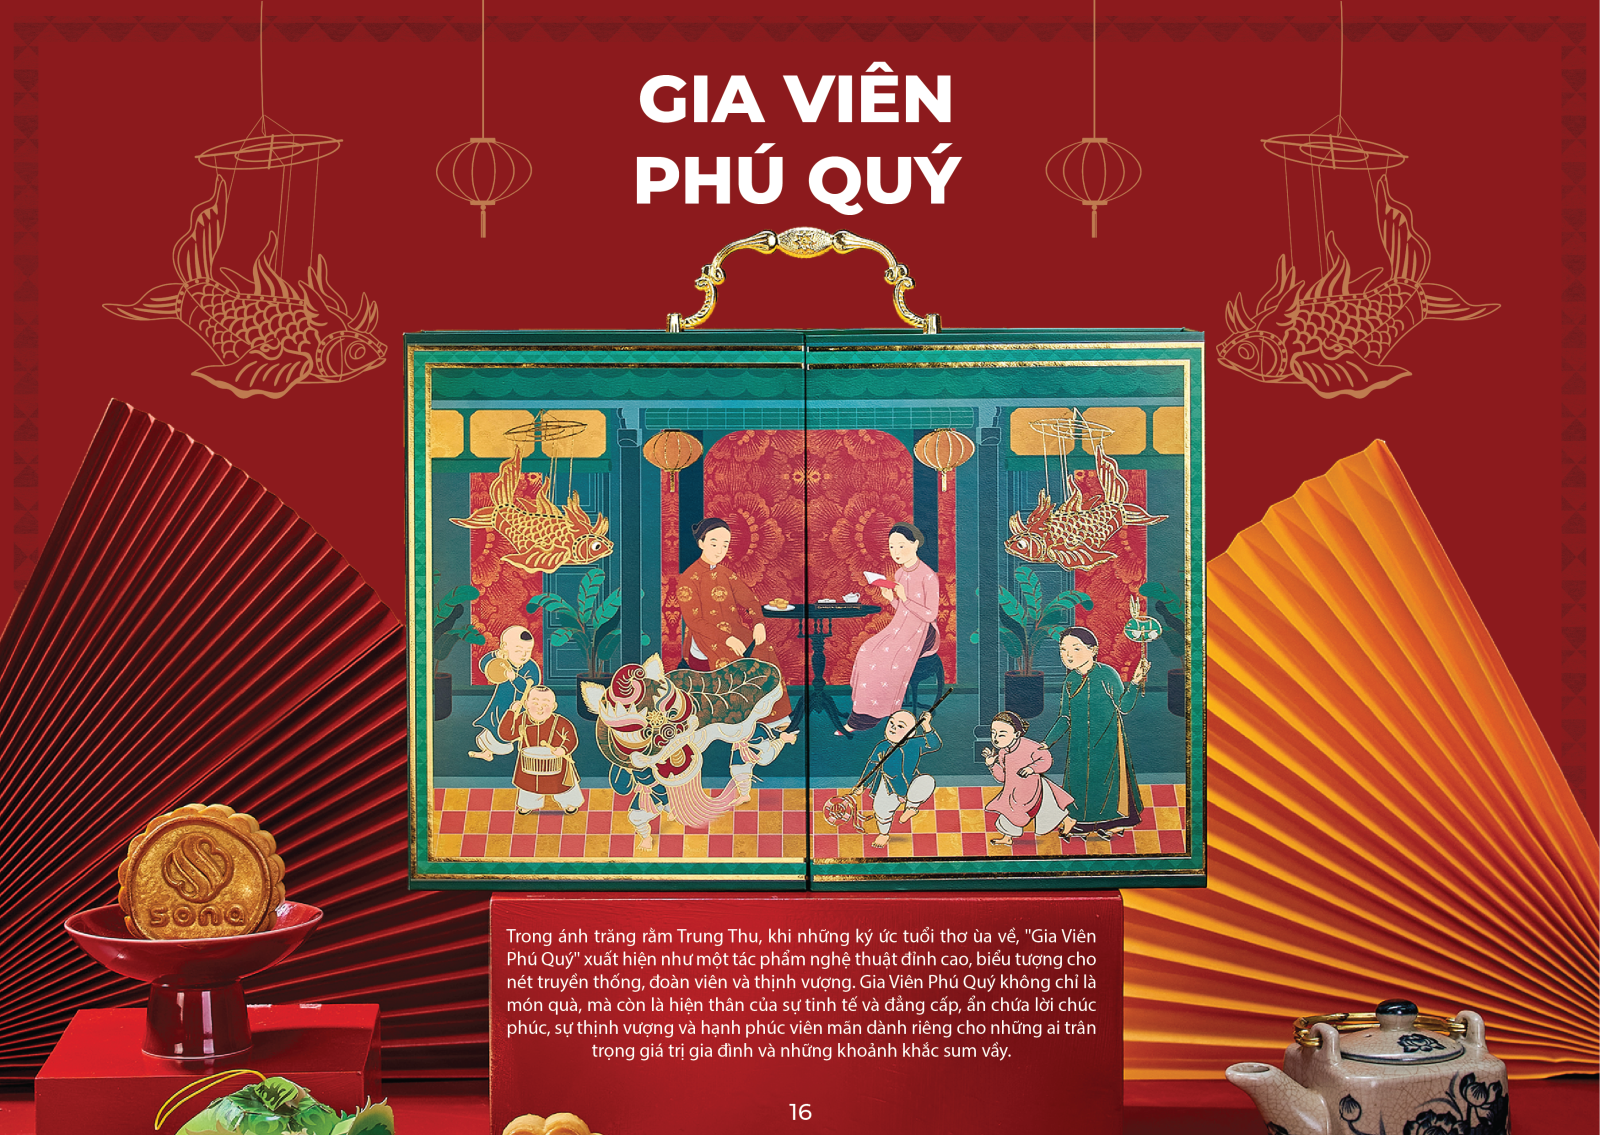 GIA VIÊN
PHÚ QUÝ
sona
Trong ánh trăng rằm Trung Thu, khi những ký ức tuổi thơ ùa về, "Gia Viên
Phú Quý" xuất hiện như một tác phẩm nghệ thuật đỉnh cao, biểu tượng cho
nét truyền thống, đoàn viên và thịnh vượng. Gia Viên Phú Quý không chỉ là
món quà, mà còn là hiện thân của sự tinh tế và đẳng cấp, ẩn chứa lời chúc
phúc, sự thịnh vượng và hạnh phúc viên mãn dành riêng cho những ai trân
trọng giá trị gia đình và những khoảnh khắc sum vầy.
16